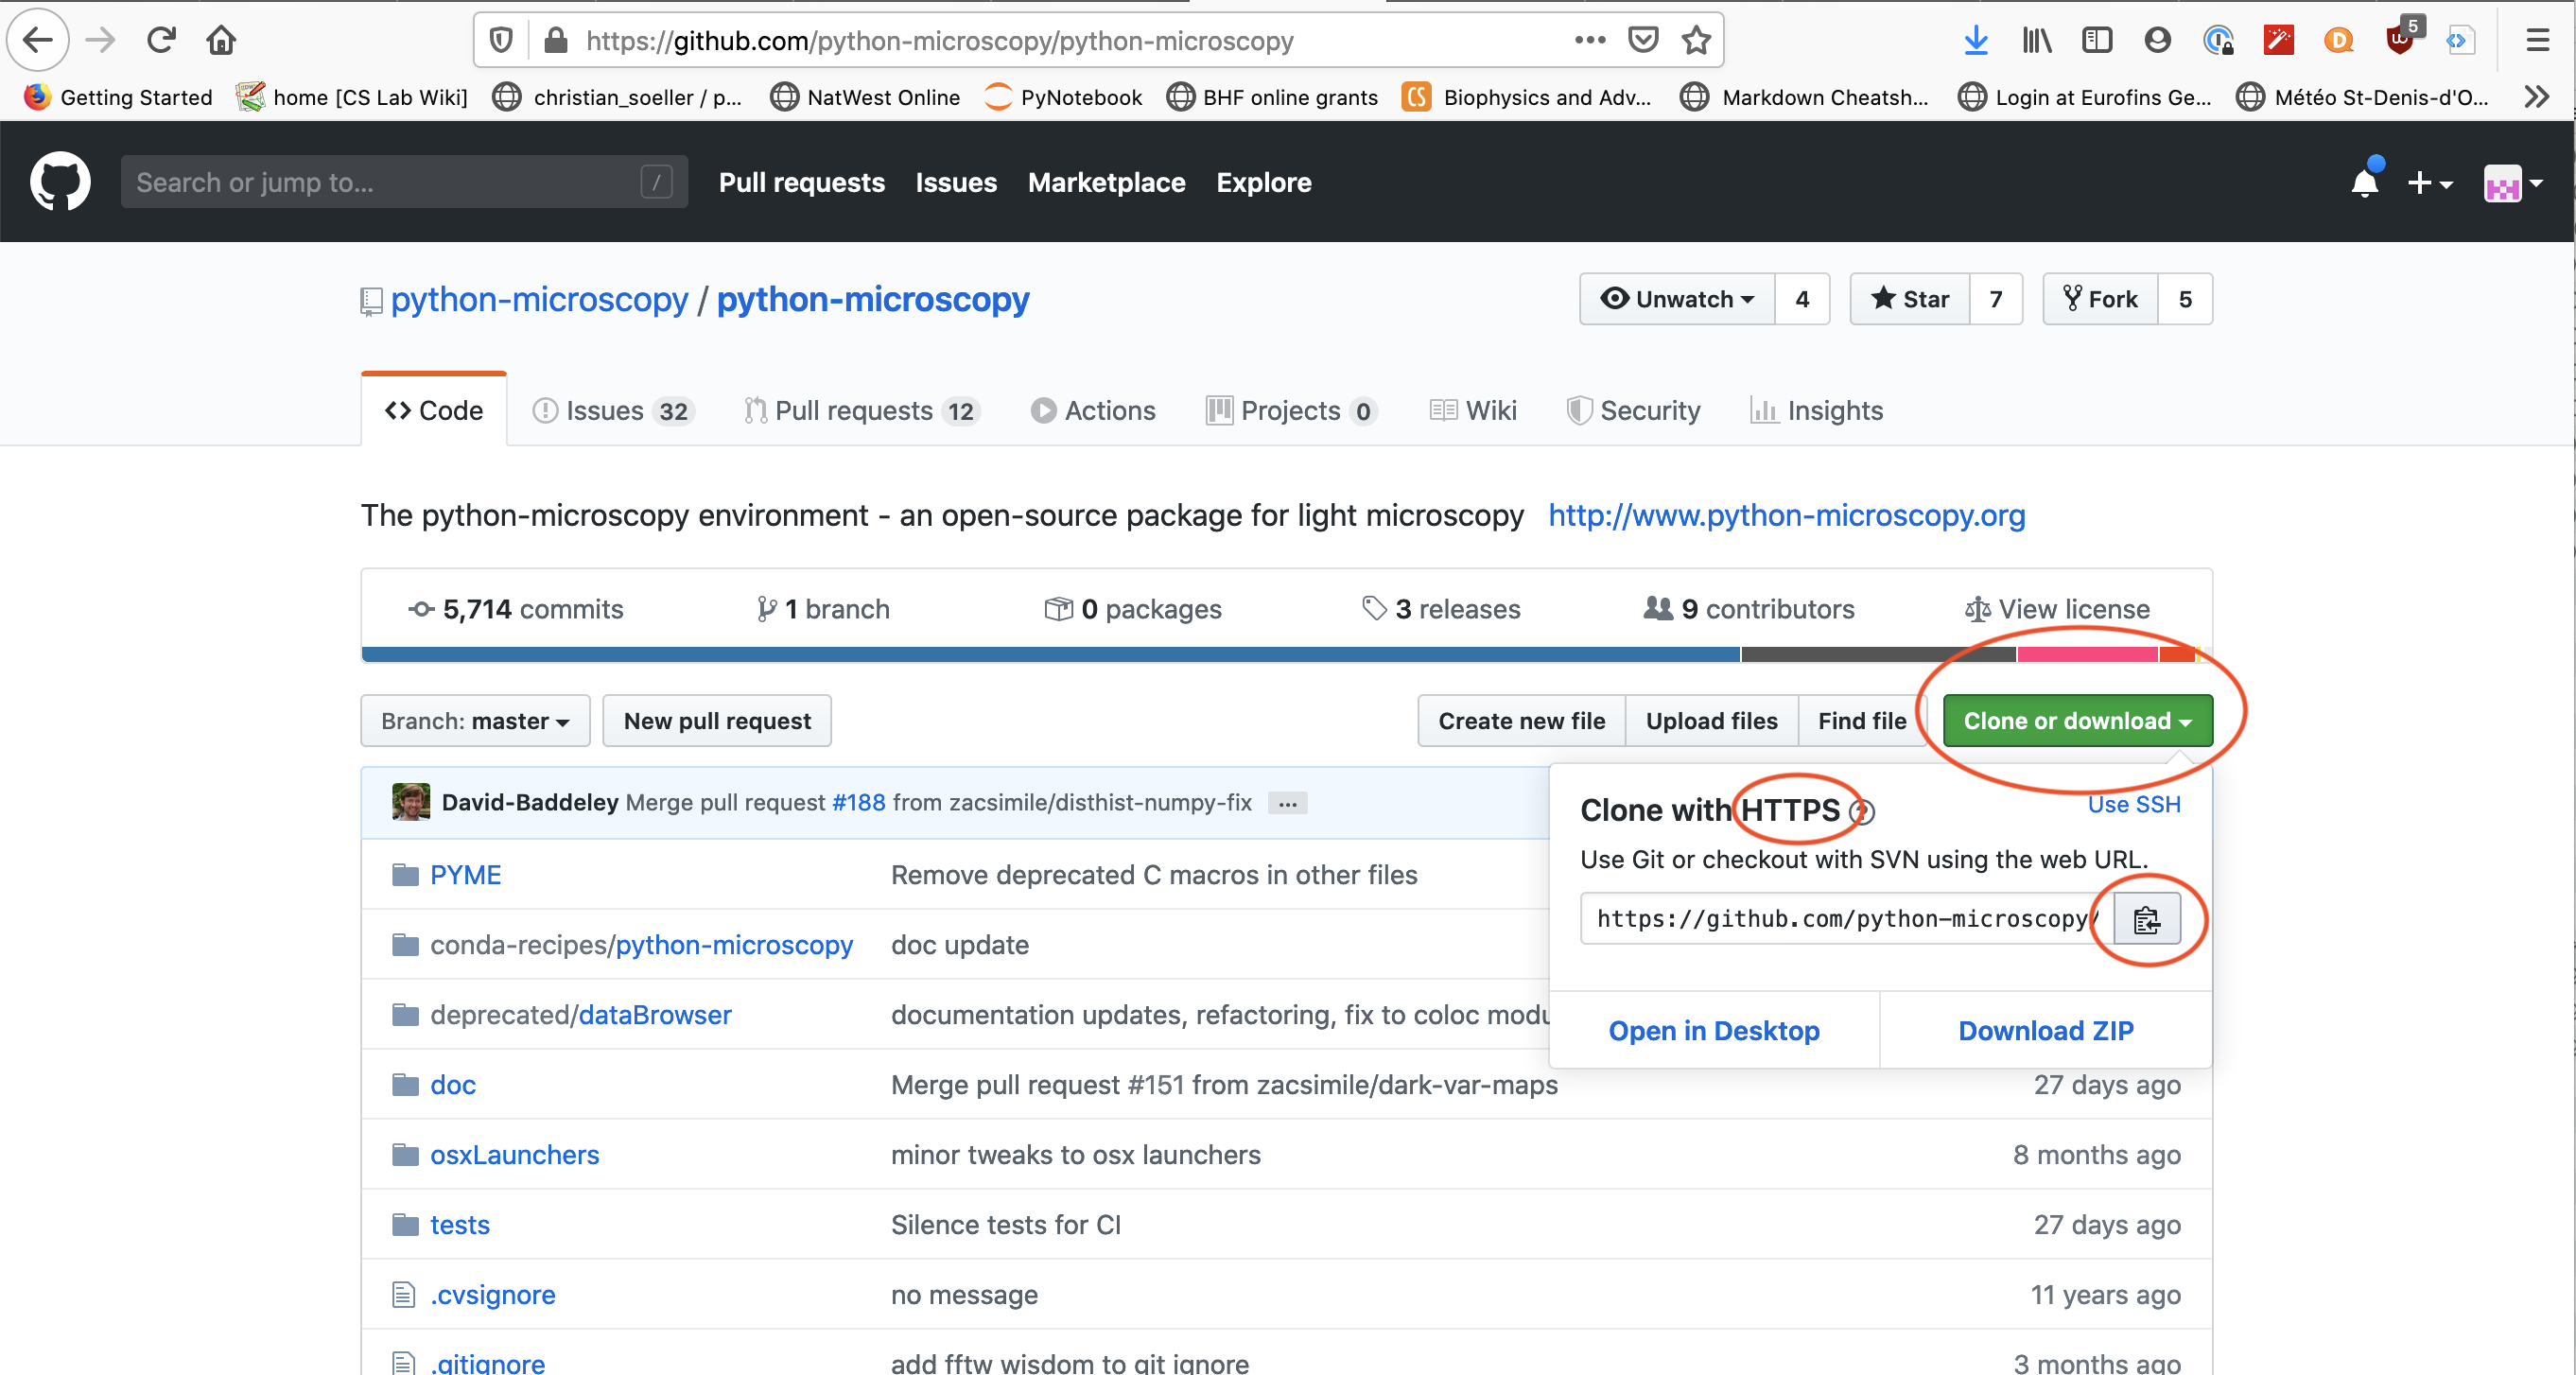 https://github.com/python-microscopy/python-microscopy
5
Getting Started
home [CS Lab Wiki]
christian_soeller / p...
NatWest Online
PyNotebook
BHF online grants
CS
Biophysics and Adv...
Markdown Cheatsh...
Login at Eurofins Ge...
Météo St-Denis-d'O...
Search or jump to...
/
Pull requests
Issues
Marketplace
Explore
python-microscopy / python-microscopy
Unwatch
4
Star
7
Fork
5
Code
Issues 32
Pull requests 12
Actions
Projects 0
Wiki
Security
Insights
The python-microscopy environment - an open-source package for light microscopy http://www.python-microscopy.org
5,714 commits
1 branch
0 packages
3 releases
9 contributors
View license
Branch: master
New pull request
Create new file
Upload files
Find file
Clone or download
David-Baddeley Merge pull request #188 from zacsimile/disthist-numpy-fix ...
Clone with HTTPS ?
Use SSH
Use Git or checkout with SVN using the web URL.
https://github.com/python-microscopy/
Open in Desktop
Download ZIP
PYME
Remove deprecated C macros in other files
conda-recipes/python-microscopy
doc update
deprecated/dataBrowser
documentation updates, refactoring, fix to coloc modu
doc
Merge pull request #151 from zacsimile/dark-var-maps
27 days ago
osxLaunchers
minor tweaks to osx launchers
8 months ago
tests
Silence tests for CI
27 days ago
.cvsignore
no message
11 years ago
.gitignore
add fftw wisdom to git ignore
3 months ago